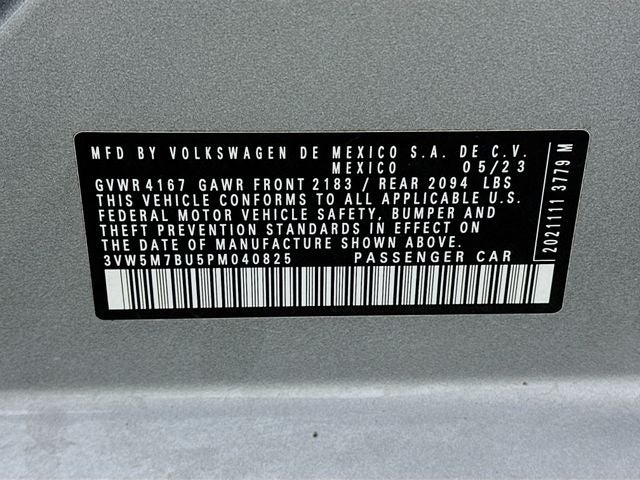 MFD BY VOLKSWAGEN DE MEXICO S.A. DE C.V.
MEXICO 05/23
GVWR 4167 GAWR FRONT 2183 / REAR 2094 LBS
THIS VEHICLE CONFORMS TO ALL APPLICABLE U.S.
FEDERAL MOTOR VEHICLE SAFETY, BUMPER AND
THEFT PREVENTION STANDARDS IN EFFECT ON
THE DATE OF MANUFACTURE SHOWN ABOVE.
3VW5M7BU5PM040825 PASSENGER CAR
2021111 3779 M